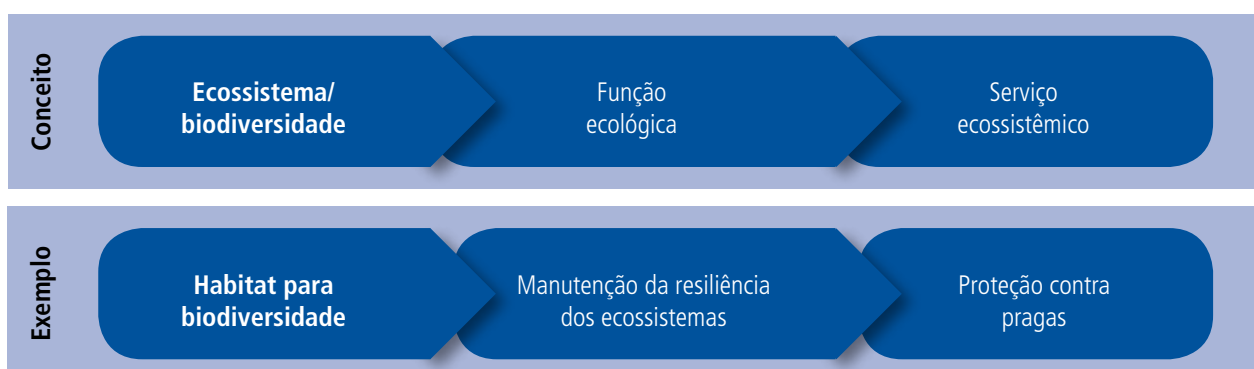 Conceito
Ecossistema/
biodiversidade
Função
ecológica
Serviço
ecossistêmico
Exemplo
Habitat para
biodiversidade
Manutenção da resiliência
dos ecossistemas
Proteção contra
pragas